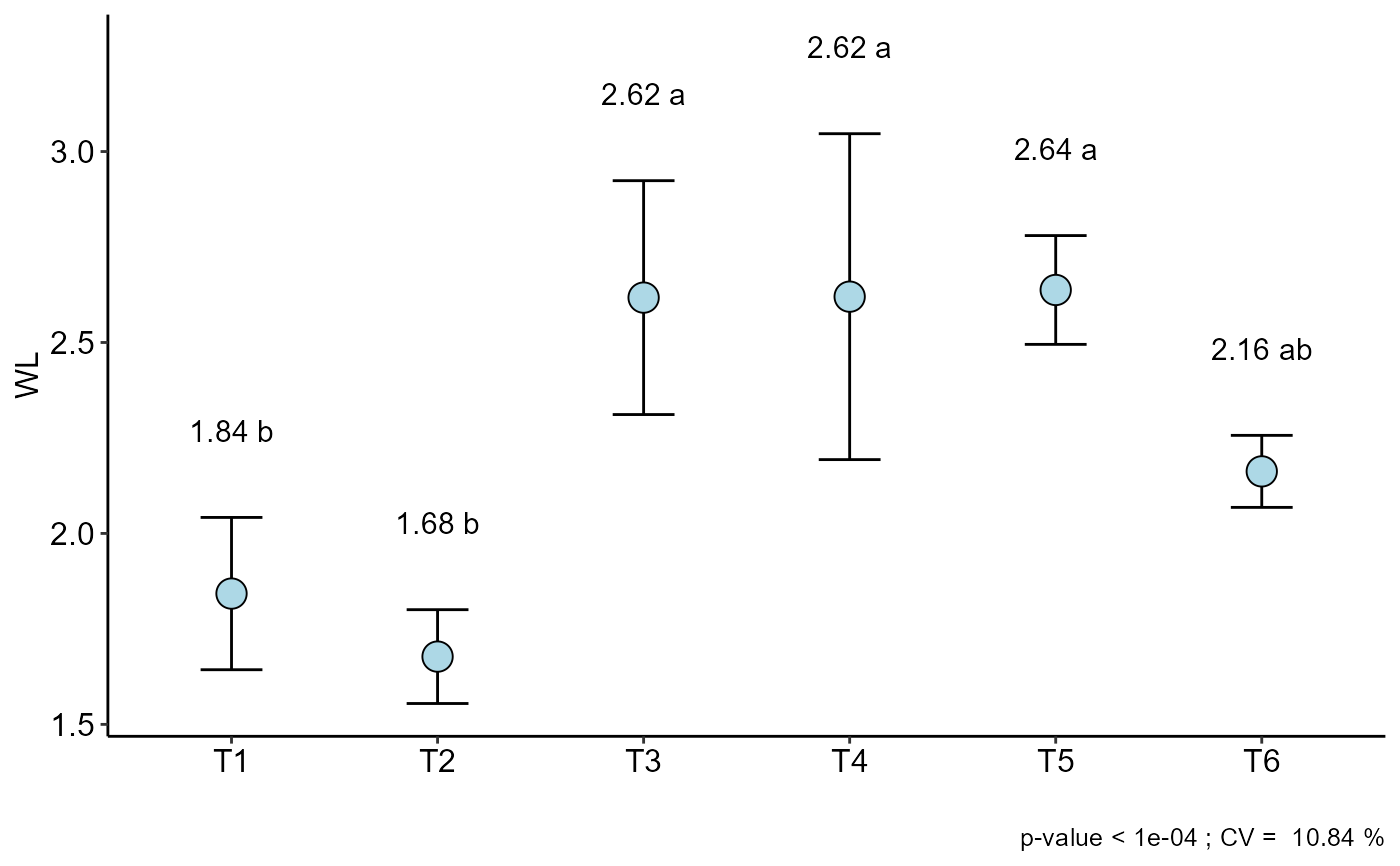 2.62 a
2.62 a
2.64 a
2.16 ab
1.84 b
1.68 b
WL
3.0
2.5
2.0
1.5
T1 T2 T3 T4 T5 T6
p-value < 1e-04 ; CV =  10.84 %